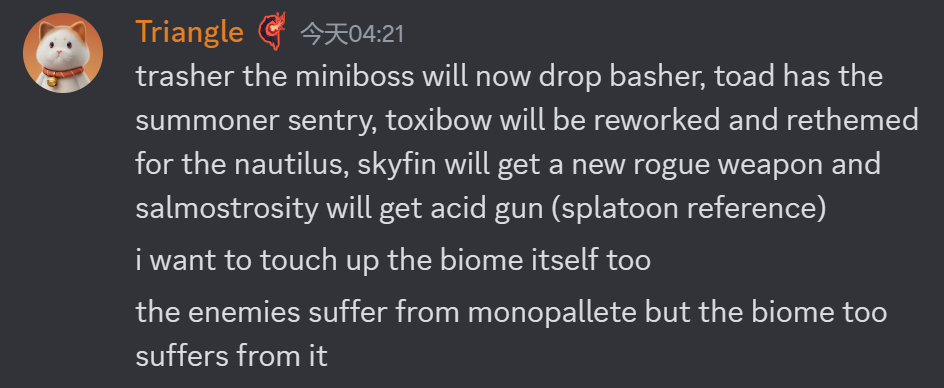 Triangle 今天04:21
trasher the miniboss will now drop basher, toad has the
summoner sentry, toxibow will be reworked and rethemed
for the nautilus, skyfin will get a new rogue weapon and
salmostrosity will get acid gun (splatoon reference)
i want to touch up the biome itself too
the enemies suffer from monopallete but the biome too
suffers from it